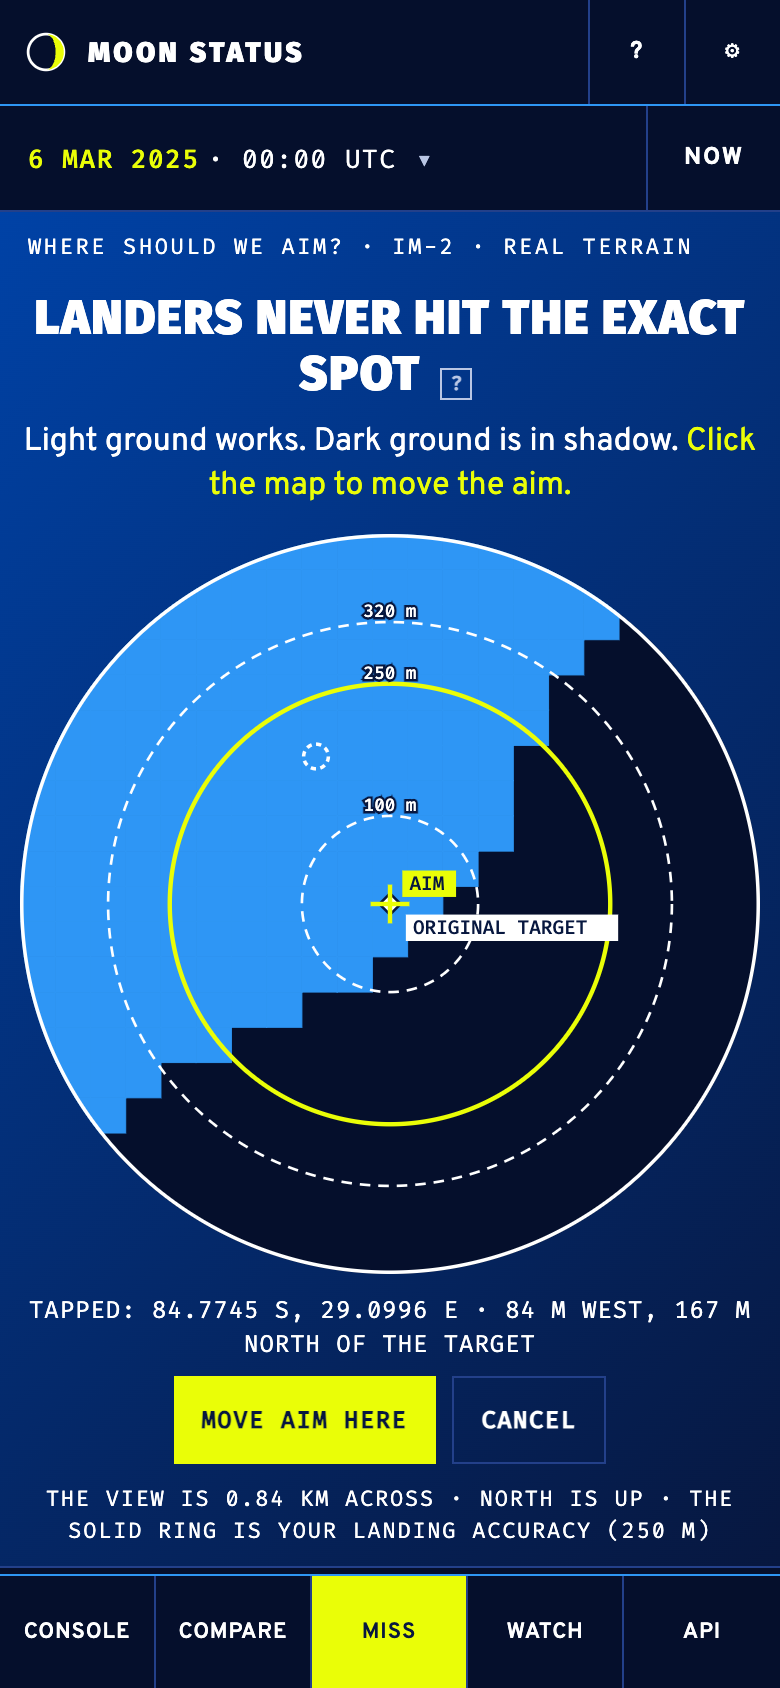 MOON STATUS
?
⚙
6 MAR 2025 · 00:00 UTC ▼
NOW
WHERE SHOULD WE AIM? · IM-2 · REAL TERRAIN
LANDERS NEVER HIT THE EXACT
SPOT ?
Light ground works. Dark ground is in shadow. Click
the map to move the aim.
320 m
250 m
100 m
AIM
ORIGINAL TARGET
TAPPED: 84.7745 S, 29.0996 E · 84 M WEST, 167 M
NORTH OF THE TARGET
MOVE AIM HERE
CANCEL
THE VIEW IS 0.84 KM ACROSS · NORTH IS UP · THE
SOLID RING IS YOUR LANDING ACCURACY (250 M)
CONSOLE
COMPARE
MISS
WATCH
API